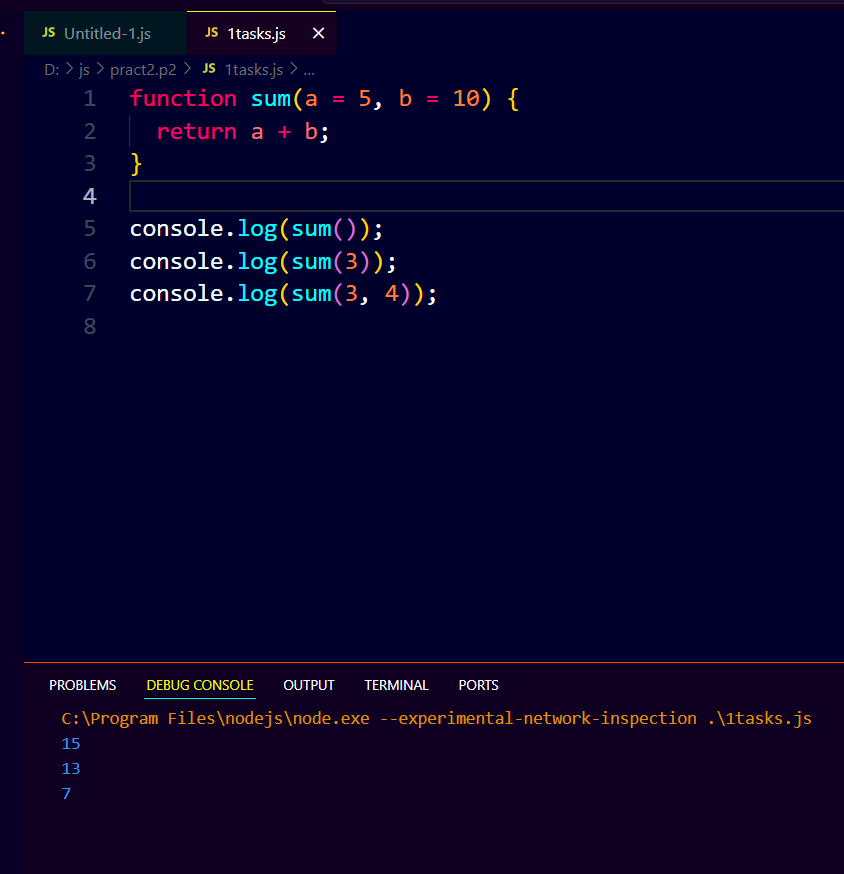 JS Untitled-1.js JS 1tasks.js ✕
D: > js > pract2.p2 > JS 1tasks.js > ...
1 function sum(a = 5, b = 10) {
2   return a + b;
3 }
4
5 console.log(sum());
6 console.log(sum(3));
7 console.log(sum(3, 4));
8
PROBLEMS DEBUG CONSOLE OUTPUT TERMINAL PORTS
C:\Program Files\nodejs\node.exe --experimental-network-inspection .\1tasks.js
15
13
7